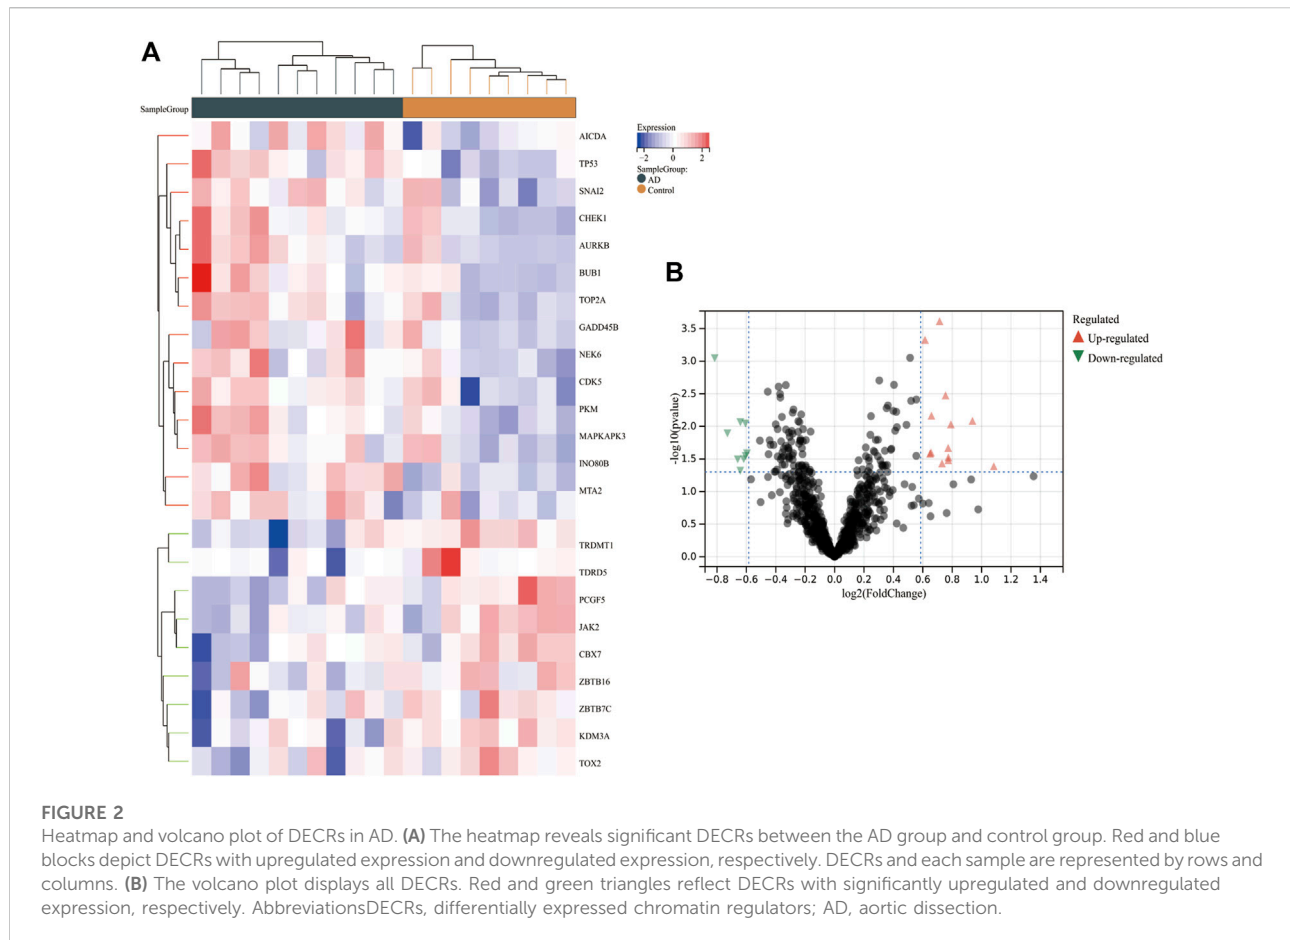 A
SampleGroup
AICDA
TP53
SNAI2
CHEK1
AURKB
BUB1
TOP2A
GADD45B
NEK6
CDK5
PKM
MAPKAPK3
INO80B
MTA2
TRDMT1
TDRD5
PCGF5
JAK2
CBX7
ZBTB16
ZBTB7C
KDM3A
TOX2
Expression
−2 0 2
SampleGroup:
AD
Control
B
3.5
3.0
2.5
2.0
1.5
1.0
0.5
0.0
-log10(pvalue)
−0.8 −0.6 −0.4 −0.2 0.0 0.2 0.4 0.6 0.8 1.0 1.2 1.4
log2(FoldChange)
Regulated
Up-regulated
Down-regulated
FIGURE 2
Heatmap and volcano plot of DECRs in AD. (A) The heatmap reveals significant DECRs between the AD group and control group. Red and blue
blocks depict DECRs with upregulated expression and downregulated expression, respectively. DECRs and each sample are represented by rows and
columns. (B) The volcano plot displays all DECRs. Red and green triangles reflect DECRs with significantly upregulated and downregulated
expression, respectively. AbbreviationsDECRs, differentially expressed chromatin regulators; AD, aortic dissection.